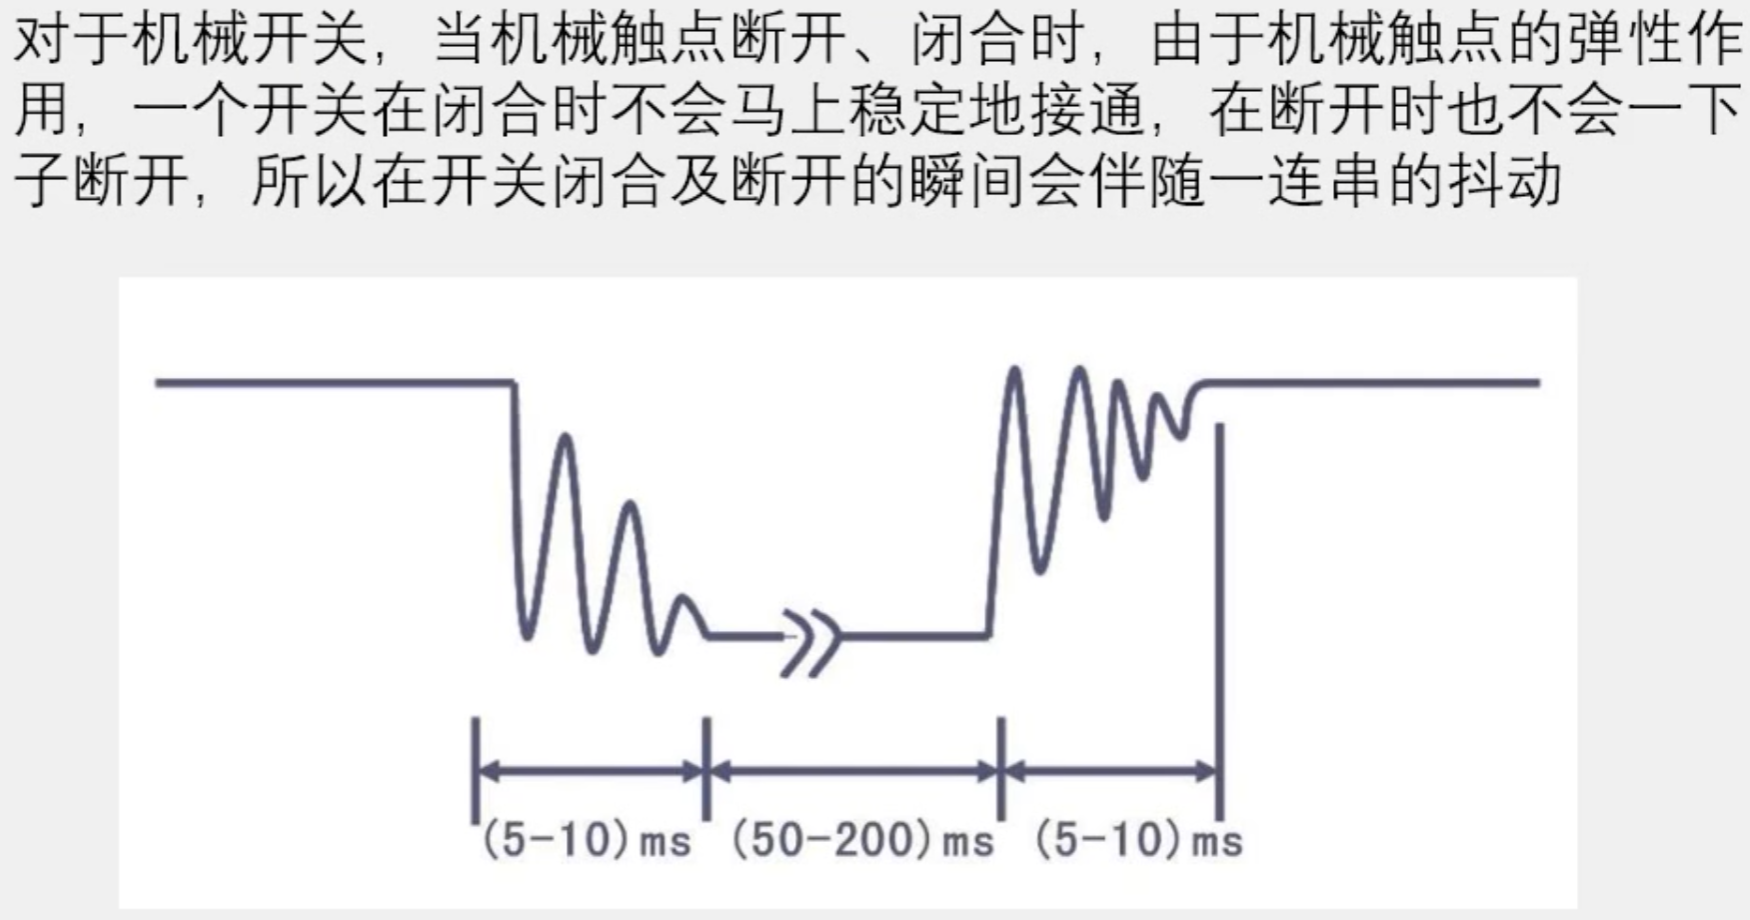 对于机械开关，当机械触点断开、闭合时，由于机械触点的弹性作
用，一个开关在闭合时不会马上稳定地接通，在断开时也不会一下
子断开，所以在开关闭合及断开的瞬间会伴随一连串的抖动
(5-10)ms (50-200)ms (5-10)ms